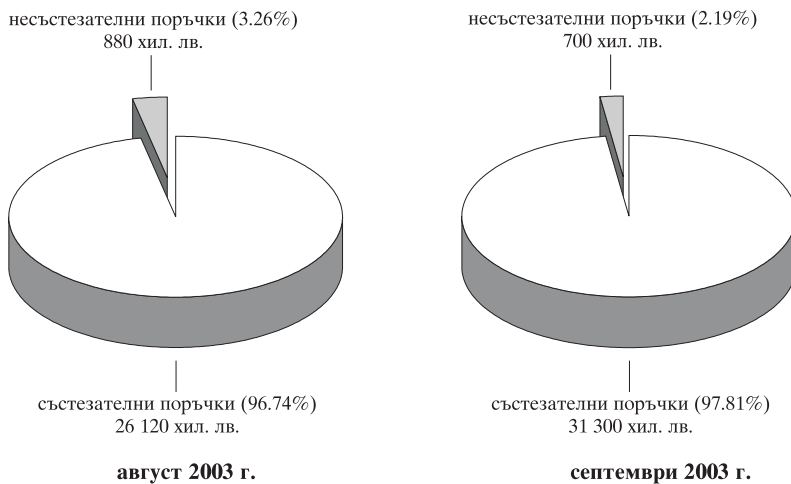 несъстезателни поръчки (3.26%)
880 хил. лв.
състезателни поръчки (96.74%)
26 120 хил. лв.
август 2003 г.
несъстезателни поръчки (2.19%)
700 хил. лв.
състезателни поръчки (97.81%)
31 300 хил. лв.
септември 2003 г.